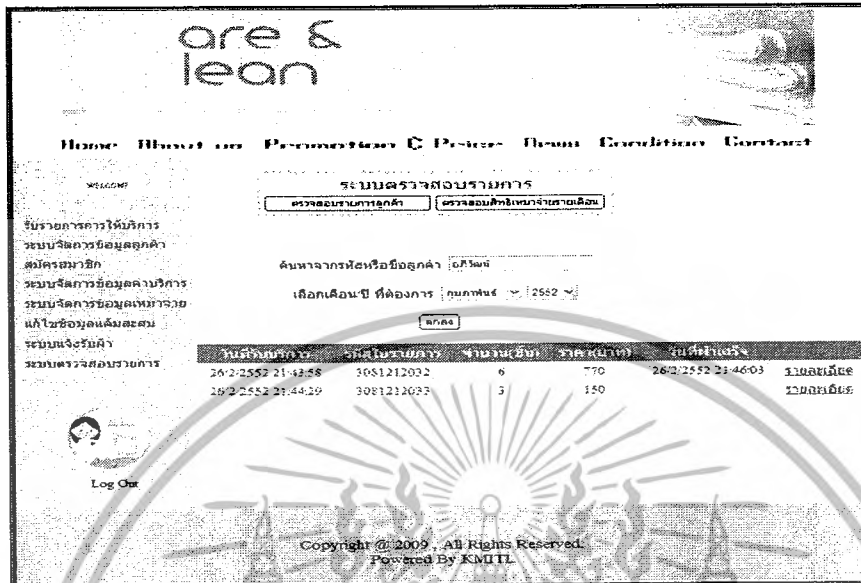 are &
lean
Home About us Promotion & Price News Condition Contact
WELCOME
ระบบตรวจสอบรายการ
ตรวจสอบรายการลูกค้า ตรวจสอบสิทธิเหมาจ่ายรายเดือน
รับรายการการให้บริการ
ระบบจัดการข้อมูลลูกค้า
สมัครสมาชิก
ระบบจัดการข้อมูลค่าบริการ
ระบบจัดการข้อมูลเหมาจ่าย
แก้ไขข้อมูลแต้มสะสม
ระบบแจ้งรับผ้า
ระบบตรวจสอบรายการ
Log Out
ค้นหาจากรหัสหรือชื่อลูกค้า อภิวัฒน์
เลือกเดือน/ปี ที่ต้องการ กุมภาพันธ์ 2552
ตกลง
วันที่รับบริการ รหัสใบรายการ จำนวน(ชิ้น) ราคา(บาท) วันที่ผ้าเสร็จ
26/2/2552 21:43:58 3081212032 6 770 26/2/2552 21:46:03 รายละเอียด
26/2/2552 21:44:29 3081212033 3 150 รายละเอียด
Copyright @ 2009 , All Rights Reserved.
Powered By KMITL